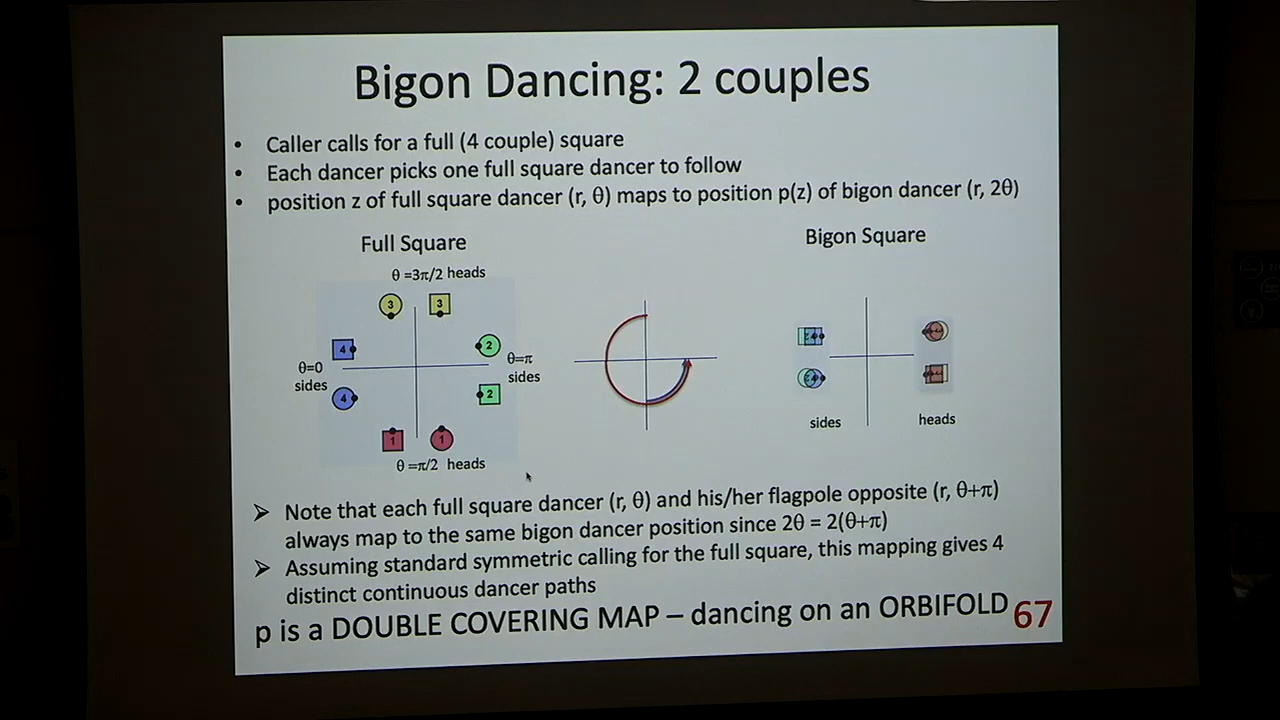 Bigon Dancing: 2 couples
• Caller calls for a full (4 couple) square
• Each dancer picks one full square dancer to follow
• position z of full square dancer (r, θ) maps to position p(z) of bigon dancer (r, 2θ)
Full Square
Bigon Square
θ =3π/2 heads
3 3
4 2
θ=0
sides
θ=π
sides
4 2
1 1
θ =π/2 heads
sides
heads
➢ Note that each full square dancer (r, θ) and his/her flagpole opposite (r, θ+π)
always map to the same bigon dancer position since 2θ = 2(θ+π)
➢ Assuming standard symmetric calling for the full square, this mapping gives 4
distinct continuous dancer paths
p is a DOUBLE COVERING MAP – dancing on an ORBIFOLD 67